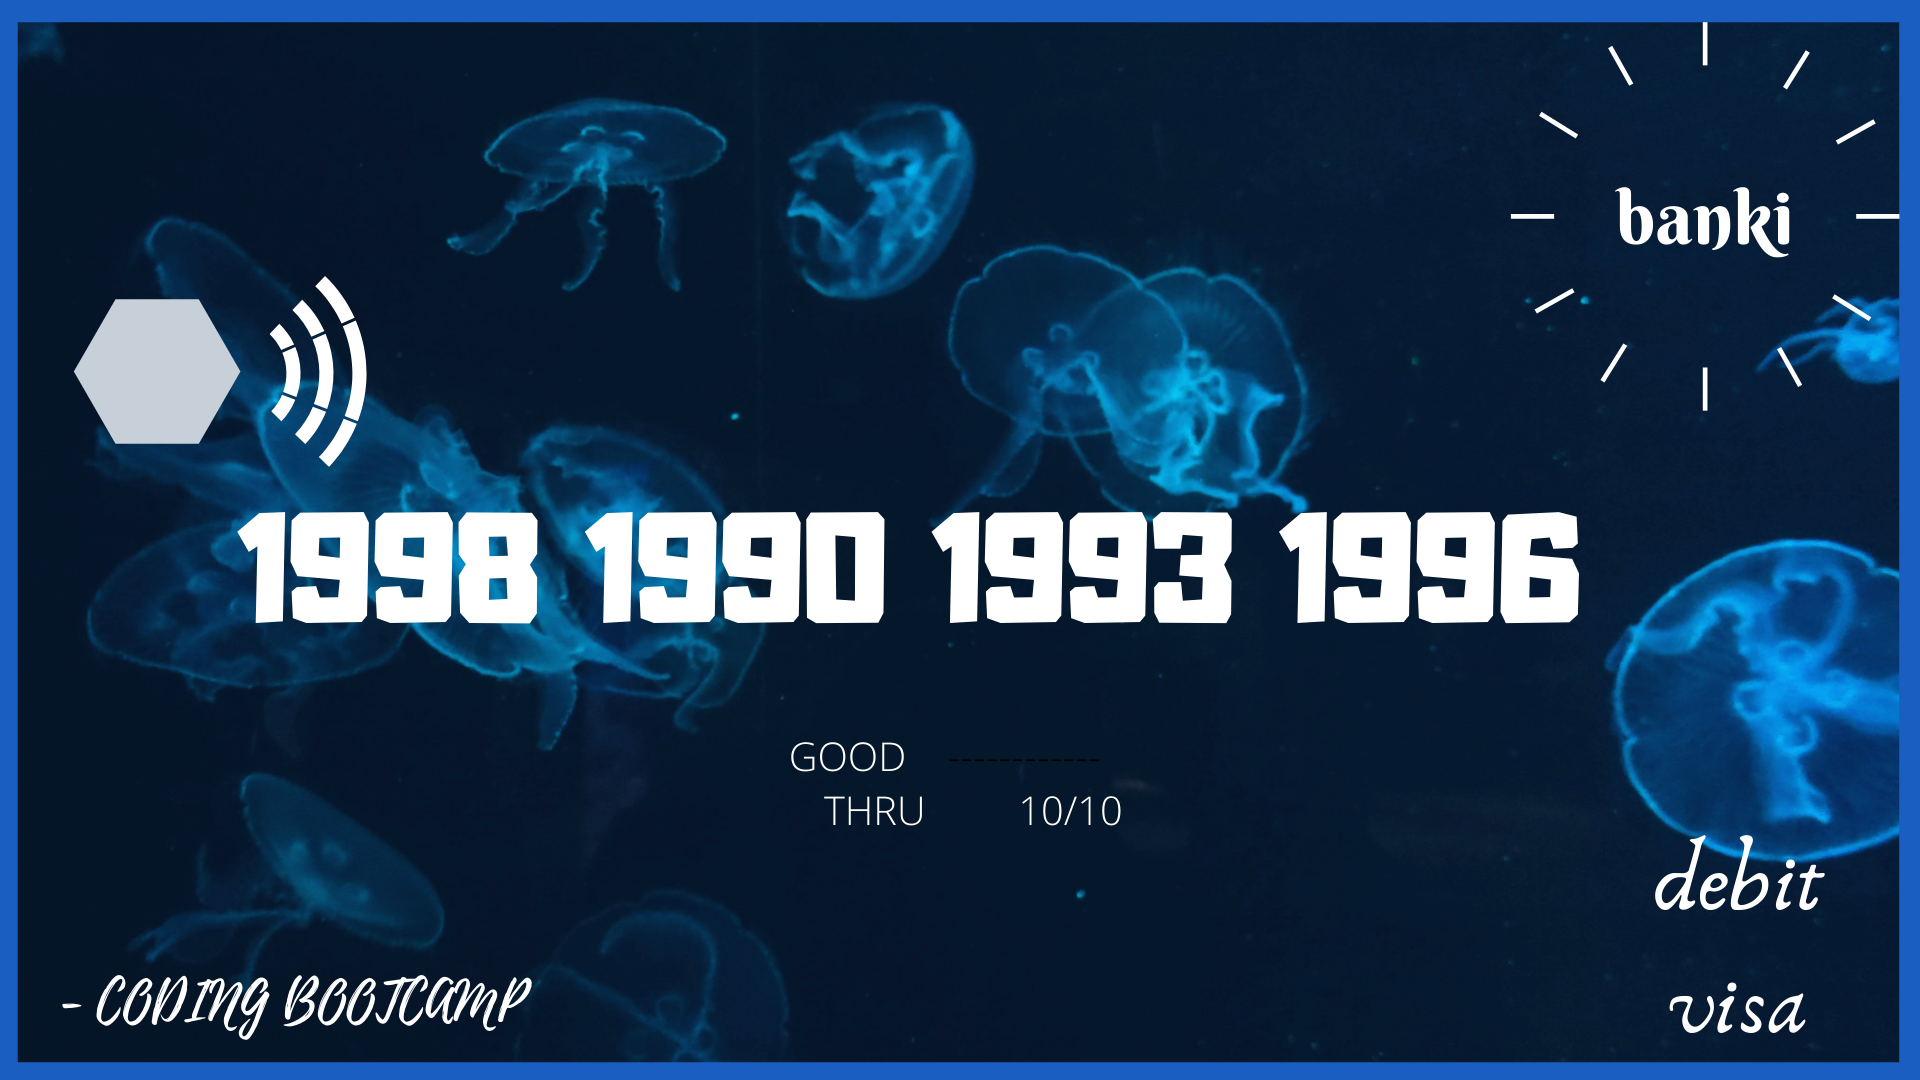 banki
1998 1990 1993 1996
GOOD ------------
THRU 10/10
debit
visa
- CODING BOOTCAMP